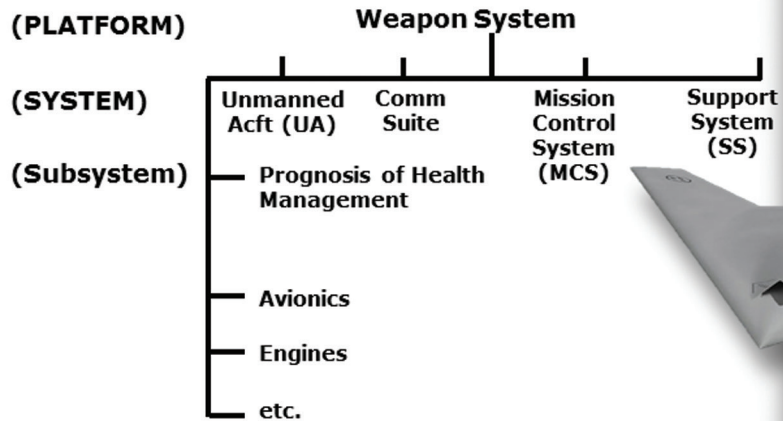 (PLATFORM)
Weapon System
(SYSTEM)
Unmanned
Acft (UA)
Comm
Suite
Mission
Control
System
(MCS)
Support
System
(SS)
(Subsystem)
Prognosis of Health
Management
Avionics
Engines
etc.